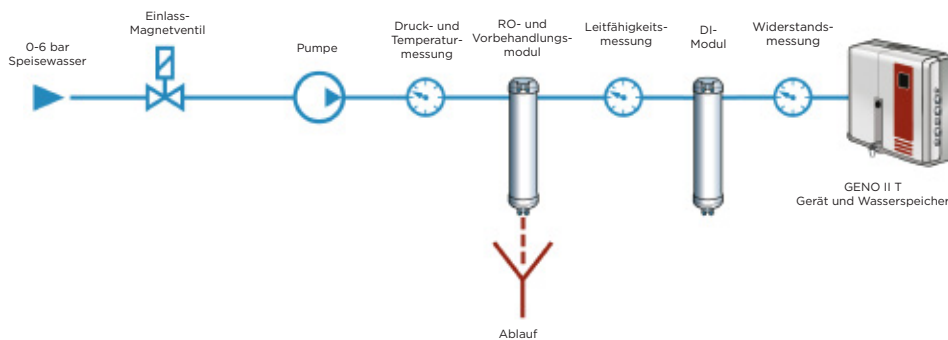 0-6 bar
Speisewasser
Einlass-
Magnetventil
Pumpe
Druck- und
Temperatur-
messung
RO- und
Vorbehandlungs-
modul
Leitfähigkeits-
messung
DI-
Modul
Widerstands-
messung
GENO II T
Gerät und Wasserspeicher
Ablauf